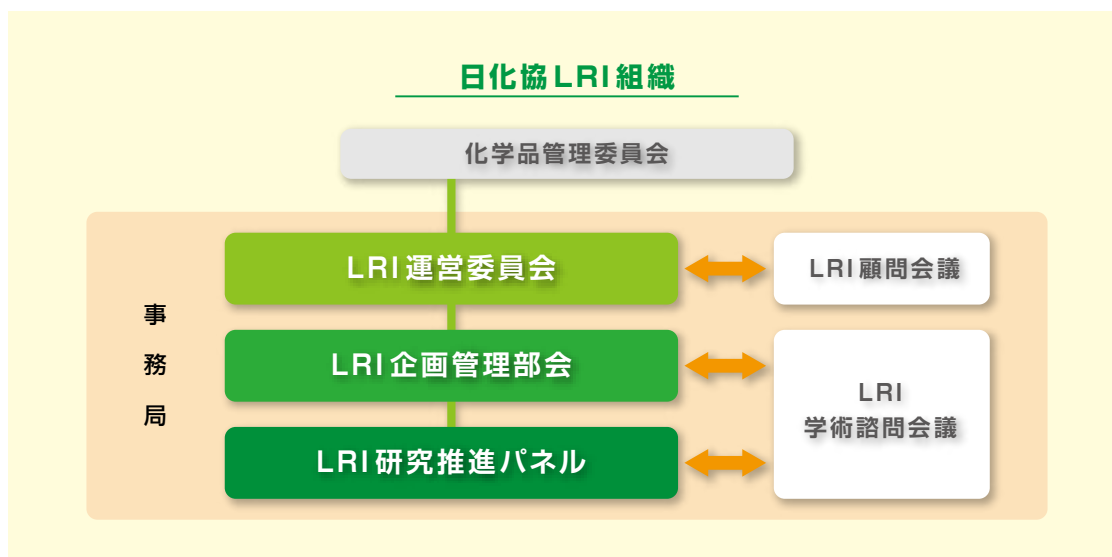 日化協LRI組織
化学品管理委員会
事務局
LRI運営委員会
LRI顧問会議
LRI企画管理部会
LRI研究推進パネル
LRI
学術諮問会議